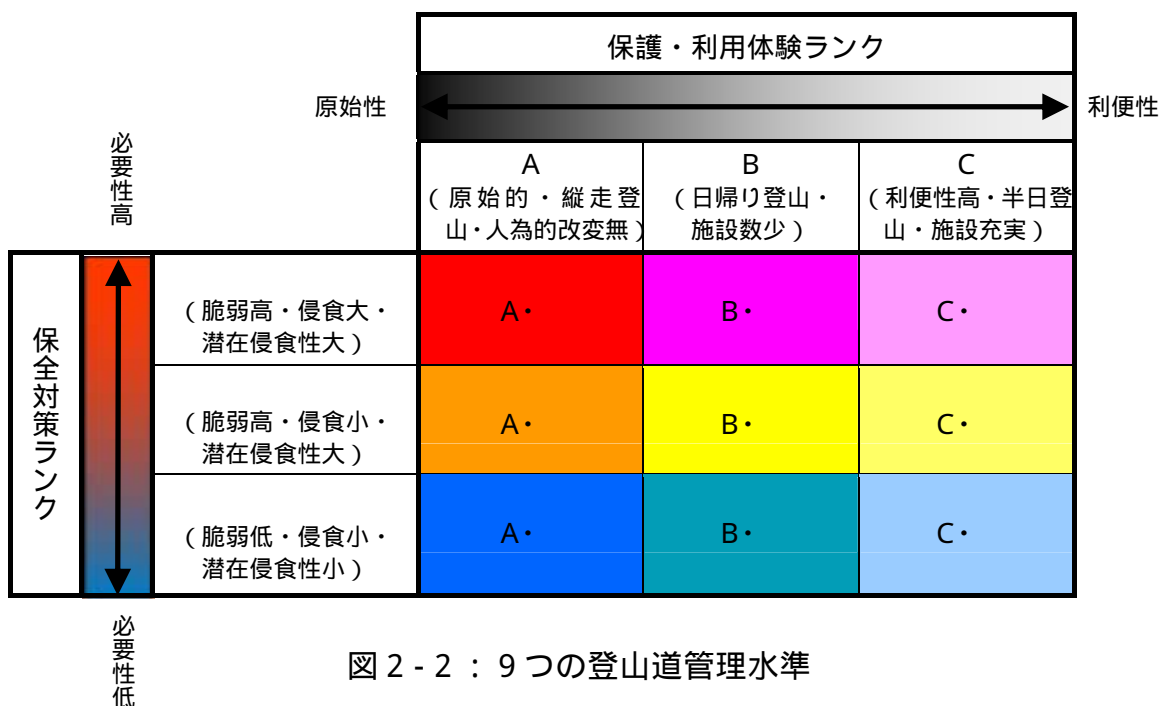 保護・利用体験ランク
原始性
利便性
必要性高
A
(原始的・縦走登
山・人為的改変無)
B
(日帰り登山・
施設数少)
C
(利便性高・半日登
山・施設充実)
保全対策ランク
(脆弱高・侵食大・
潜在侵食性大)
A・
B・
C・
(脆弱高・侵食小・
潜在侵食性大)
A・
B・
C・
(脆弱低・侵食小・
潜在侵食性小)
A・
B・
C・
必要性低
図2-2:9つの登山道管理水準